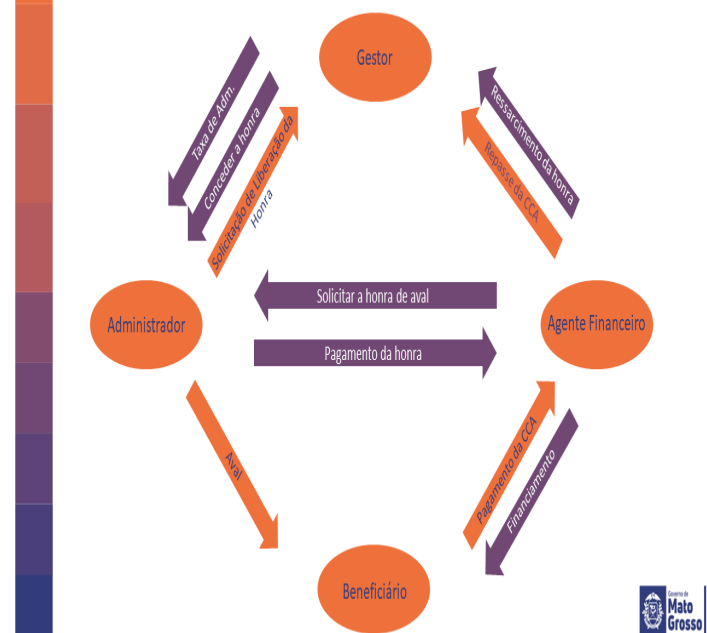 Gestor
Taxa de Adm.
Conceder a honra
Solicitação de Liberação da
Honra
Ressarcimento da honra
Repasse da CCA
Administrador
Solicitar a honra de aval
Pagamento da honra
Agente Financeiro
Aval
Pagamento da CCA
Financiamento
Beneficiário
Governo de
Mato
Grosso